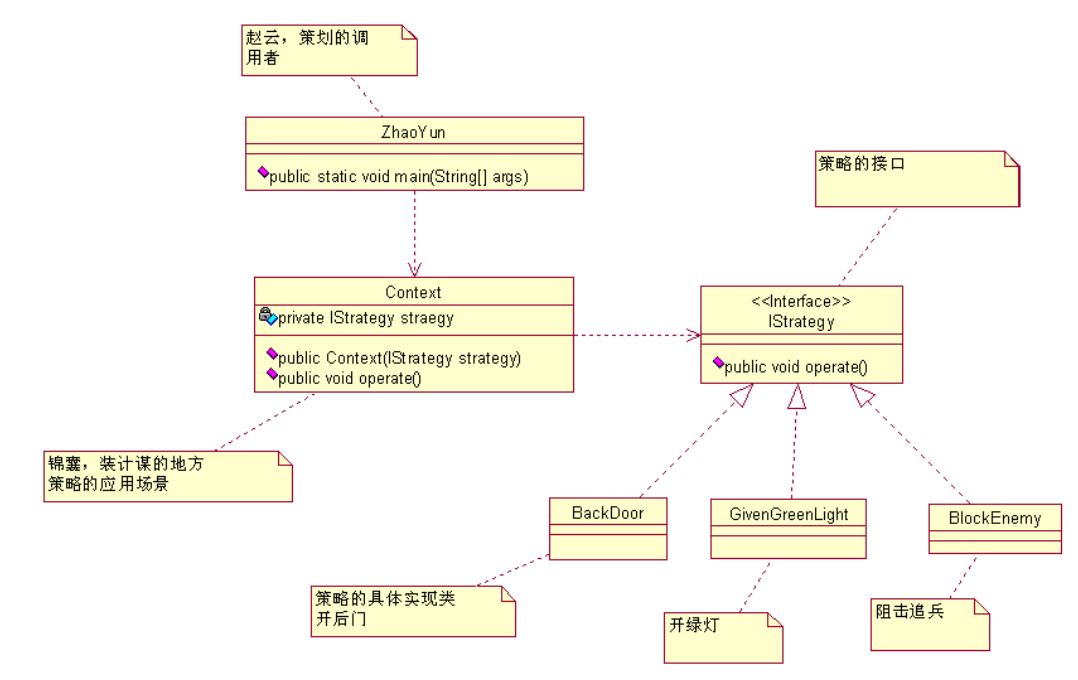 赵云，策划的调
用者
ZhaoYun
public static void main(String[] args)
策略的接口
Context
private IStrategy straegy
public Context(IStrategy strategy)
public void operate()
<<Interface>>
IStrategy
public void operate()
锦囊，装计谋的地方
策略的应用场景
BackDoor
GivenGreenLight
BlockEnemy
策略的具体实现类
开后门
开绿灯
阻击追兵